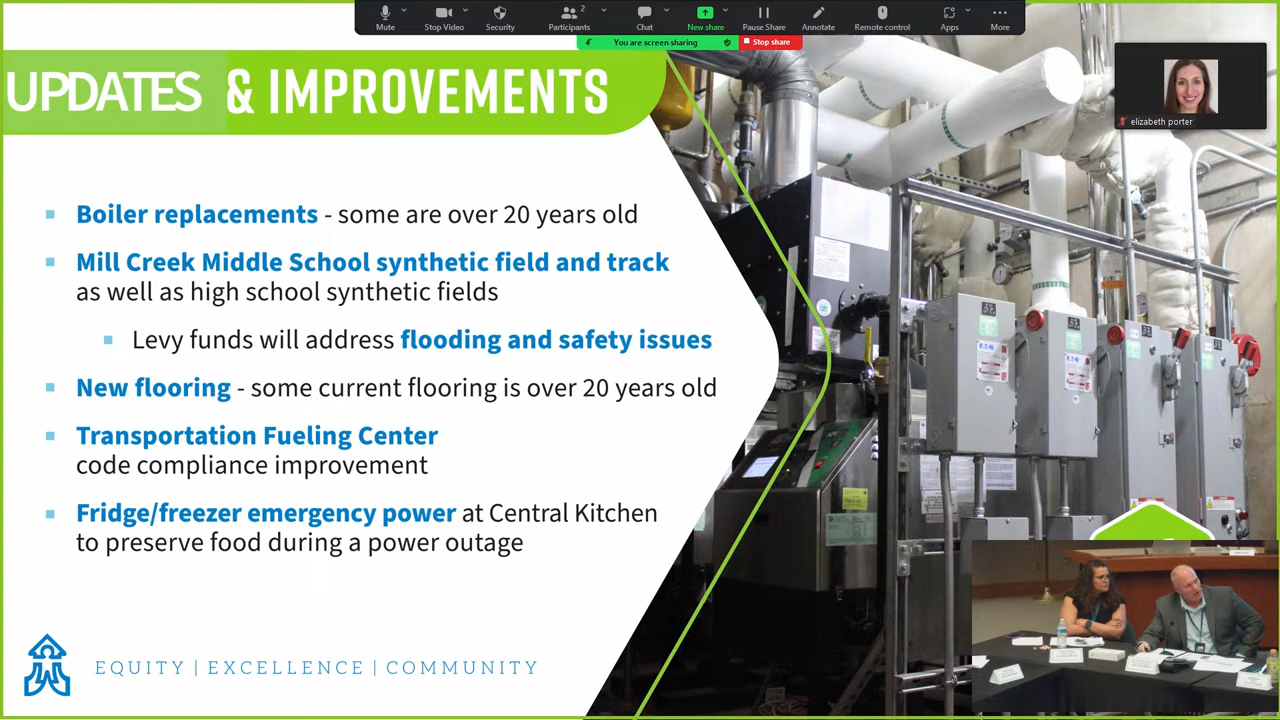 Mute
Stop Video
Security
Participants
2
Chat
New share
Pause Share
Annotate
Remote control
Apps
More
You are screen sharing
Stop share
UPDATES & IMPROVEMENTS
elizabeth porter
Boiler replacements - some are over 20 years old
Mill Creek Middle School synthetic field and track
as well as high school synthetic fields
Levy funds will address flooding and safety issues
New flooring - some current flooring is over 20 years old
Transportation Fueling Center
code compliance improvement
Fridge/freezer emergency power at Central Kitchen
to preserve food during a power outage
EQUITY | EXCELLENCE | COMMUNITY